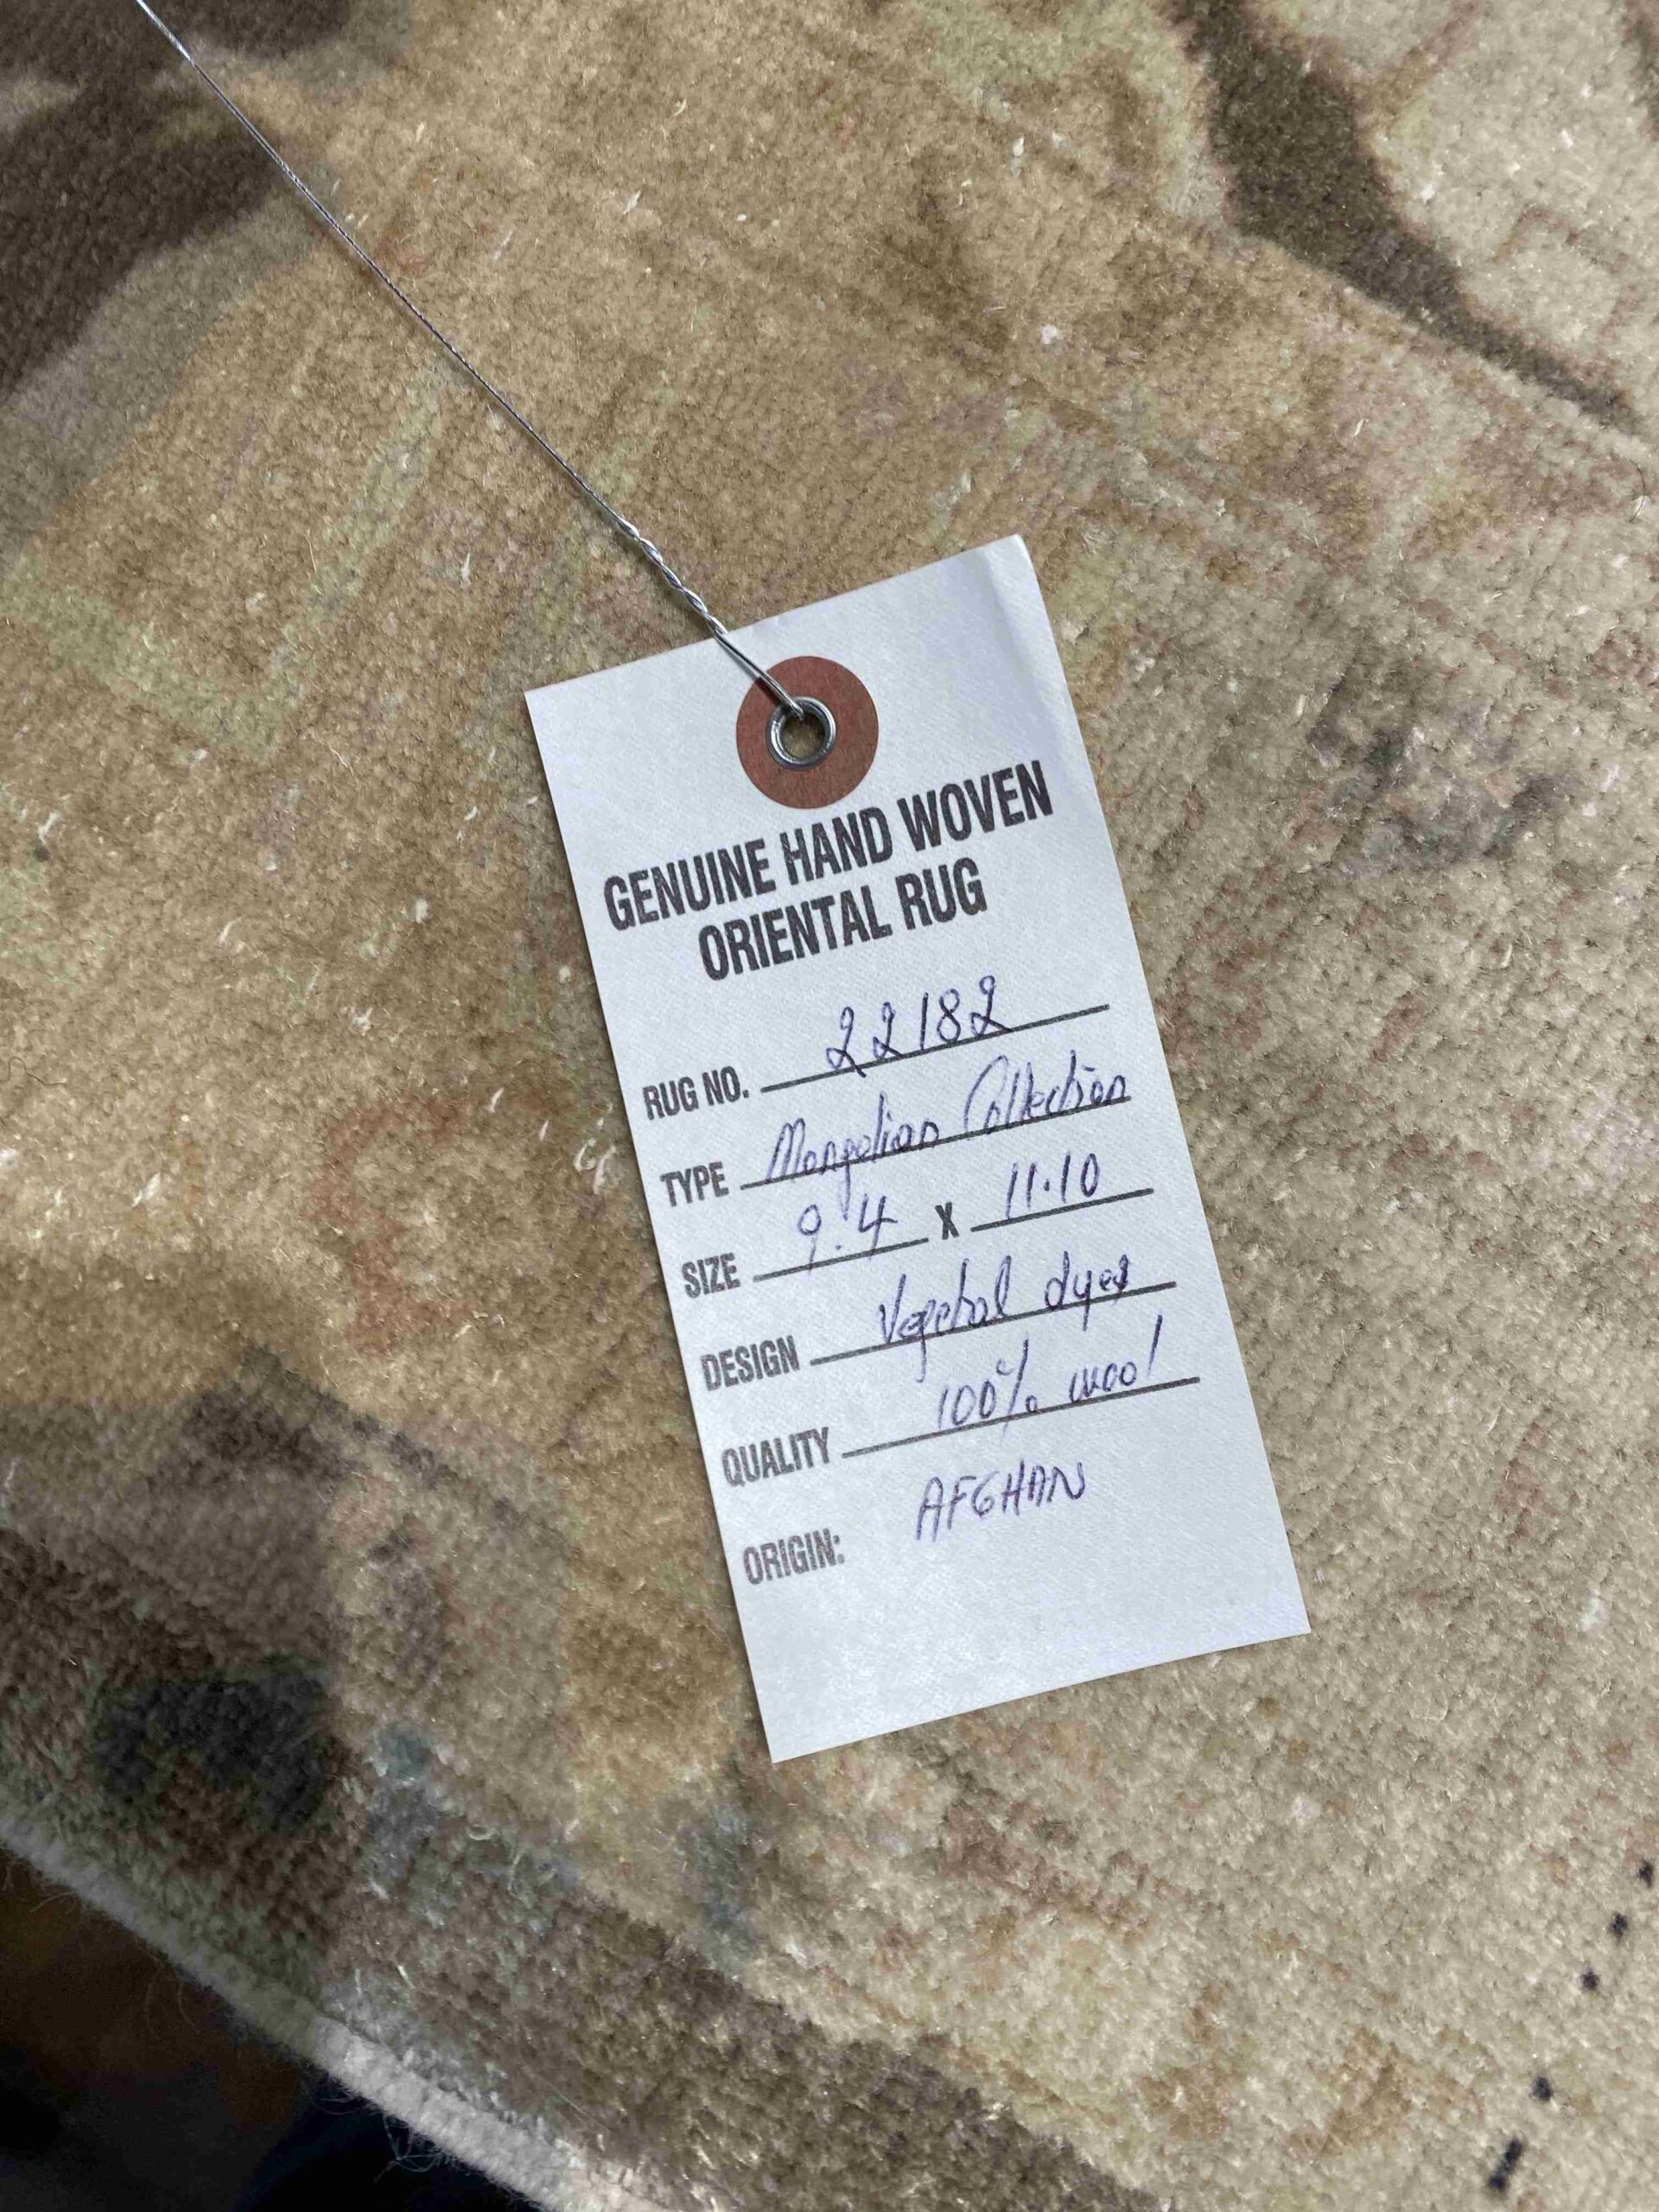 GENUINE HAND WOVEN
ORIENTAL RUG
RUG NO. 22182
TYPE Mongolian Collection
SIZE 9.4 X 11.10
DESIGN Vegetal dyes
QUALITY 100% wool
ORIGIN: AFGHAN